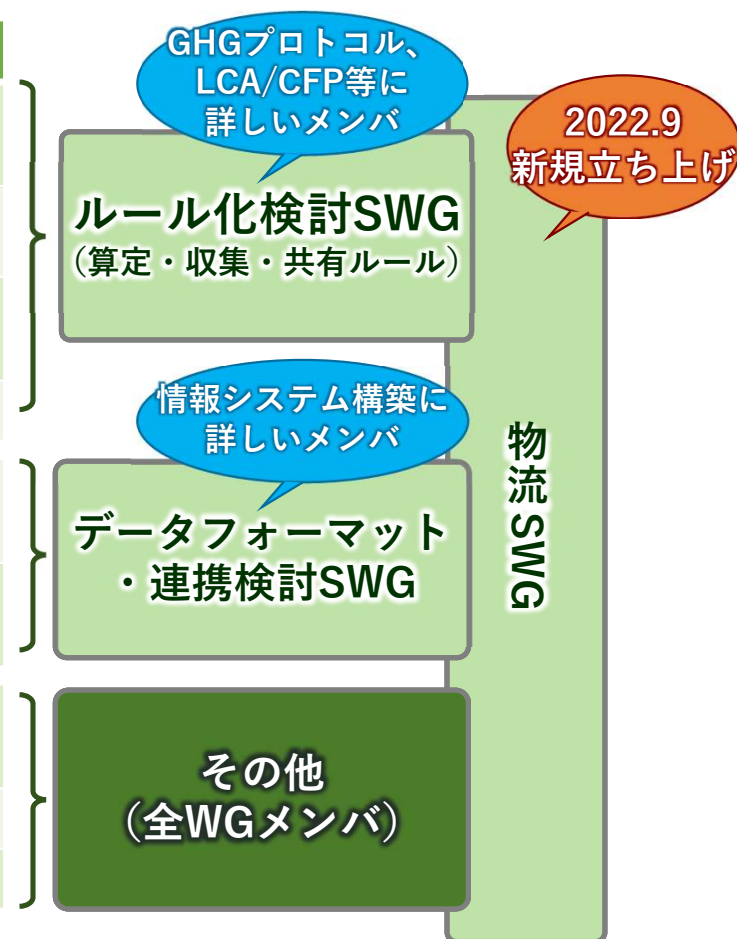 GHGプロトコル、
LCA/CFP等に
詳しいメンバ
2022.9
新規立ち上げ
ルール化検討SWG
（算定・収集・共有ルール）
情報システム構築に
詳しいメンバ
データフォーマット
・連携検討SWG
物流SWG
その他
（全WGメンバ）